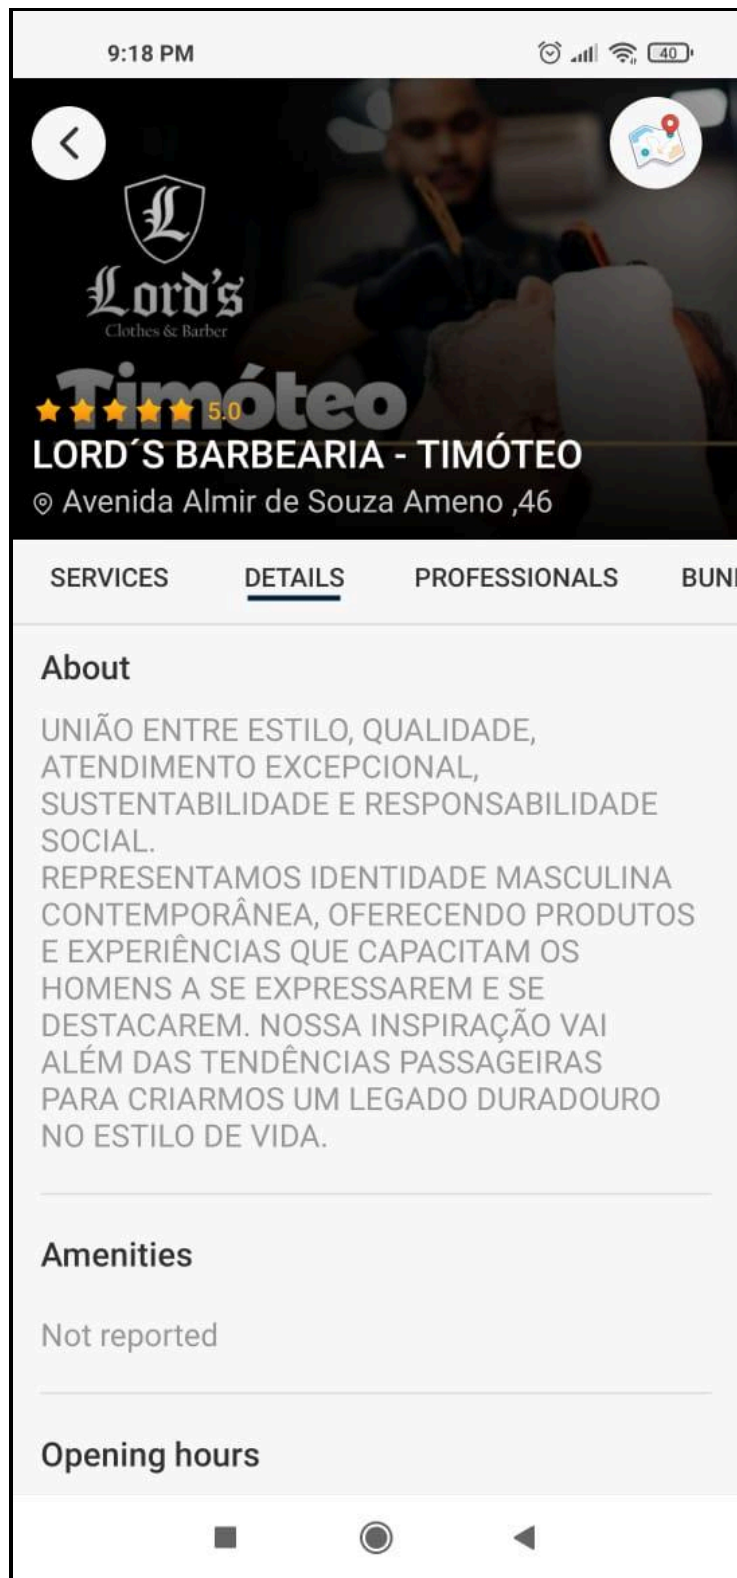 9:18 PM
40
L
Lord's
Clothes & Barber
Timóteo
5.0
LORD´S BARBEARIA - TIMÓTEO
Avenida Almir de Souza Ameno ,46
SERVICES DETAILS PROFESSIONALS BUN
About
UNIÃO ENTRE ESTILO, QUALIDADE,
ATENDIMENTO EXCEPCIONAL,
SUSTENTABILIDADE E RESPONSABILIDADE
SOCIAL.
REPRESENTAMOS IDENTIDADE MASCULINA
CONTEMPORÂNEA, OFERECENDO PRODUTOS
E EXPERIÊNCIAS QUE CAPACITAM OS
HOMENS A SE EXPRESSAREM E SE
DESTACAREM. NOSSA INSPIRAÇÃO VAI
ALÉM DAS TENDÊNCIAS PASSAGEIRAS
PARA CRIARMOS UM LEGADO DURADOURO
NO ESTILO DE VIDA.
Amenities
Not reported
Opening hours